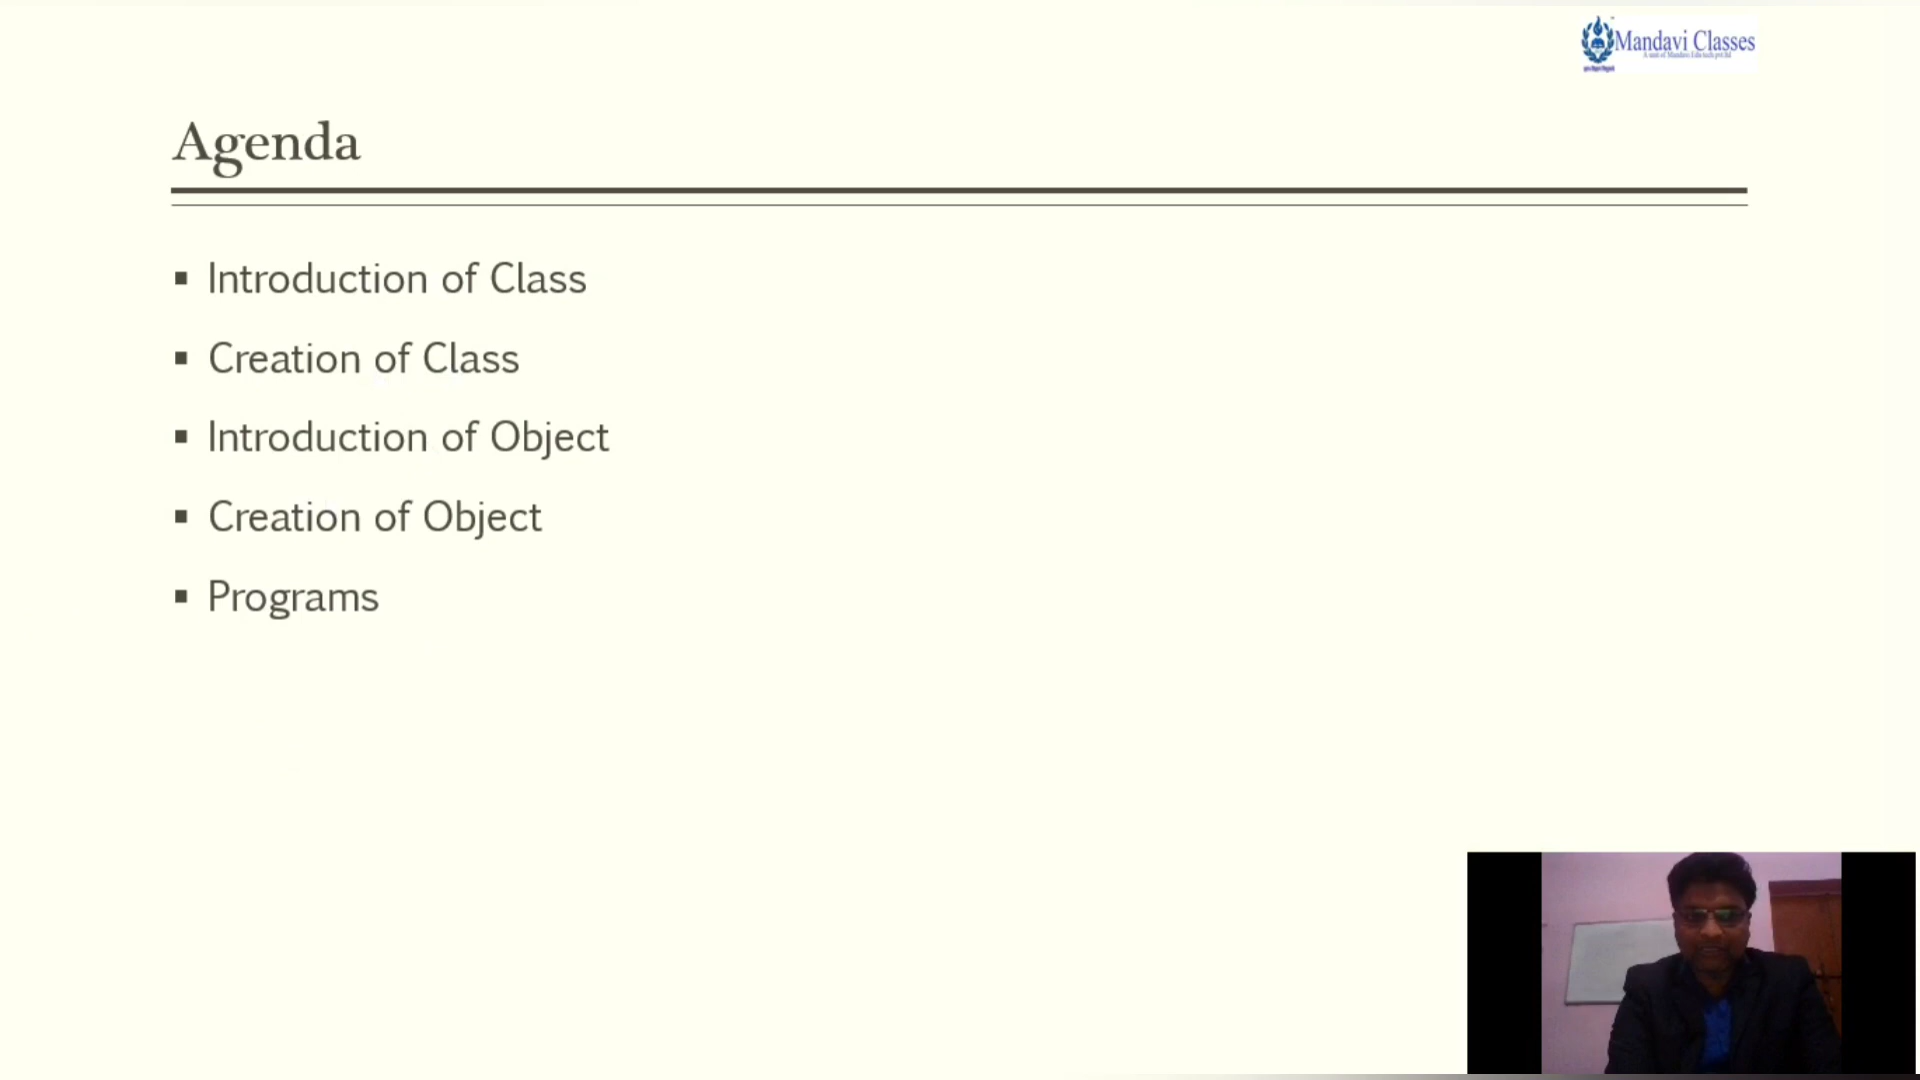 Mandavi Classes
Agenda
Introduction of Class
Creation of Class
Introduction of Object
Creation of Object
Programs